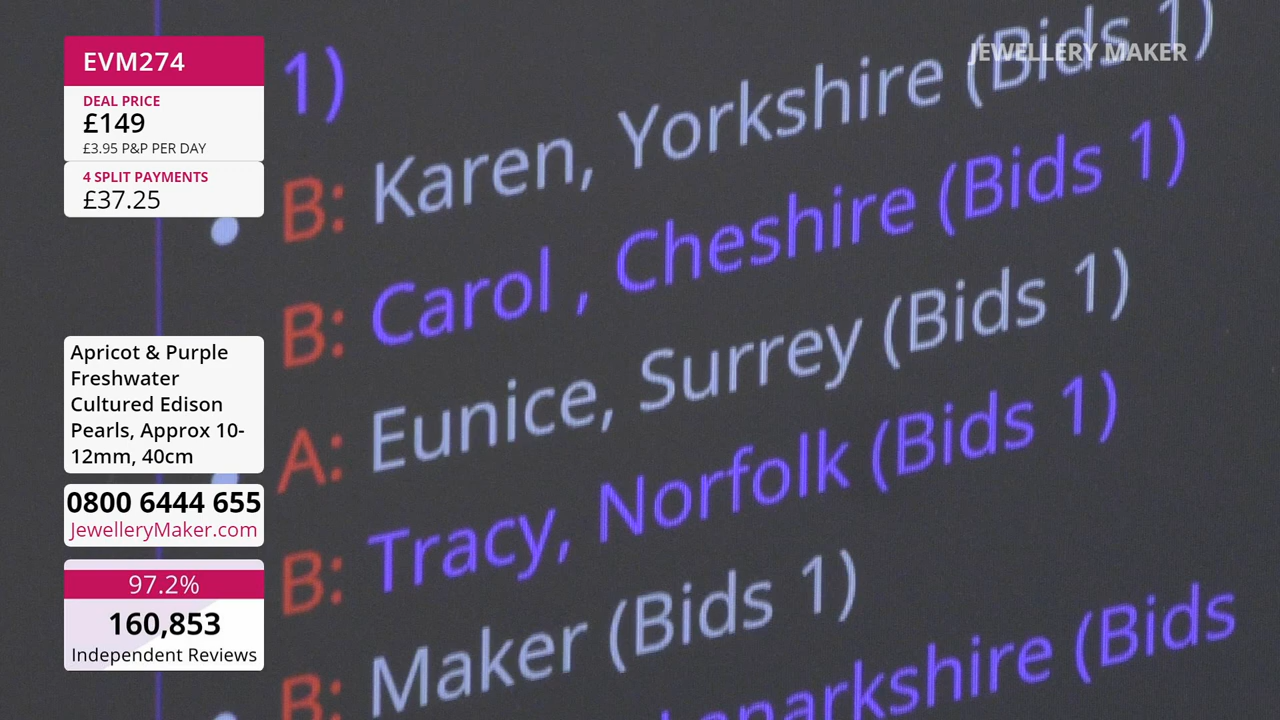 EVM274
DEAL PRICE
£149
£3.95 P&P PER DAY
4 SPLIT PAYMENTS
£37.25
Apricot & Purple
Freshwater
Cultured Edison
Pearls, Approx 10-
12mm, 40cm
0800 6444 655
JewelleryMaker.com
97.2%
160,853
Independent Reviews
JEWELLERY MAKER
1)
B: Karen, Yorkshire (Bids 1)
B: Carol , Cheshire (Bids 1)
A: Eunice, Surrey (Bids 1)
B: Tracy, Norfolk (Bids 1)
B: Maker (Bids 1)
(Bids